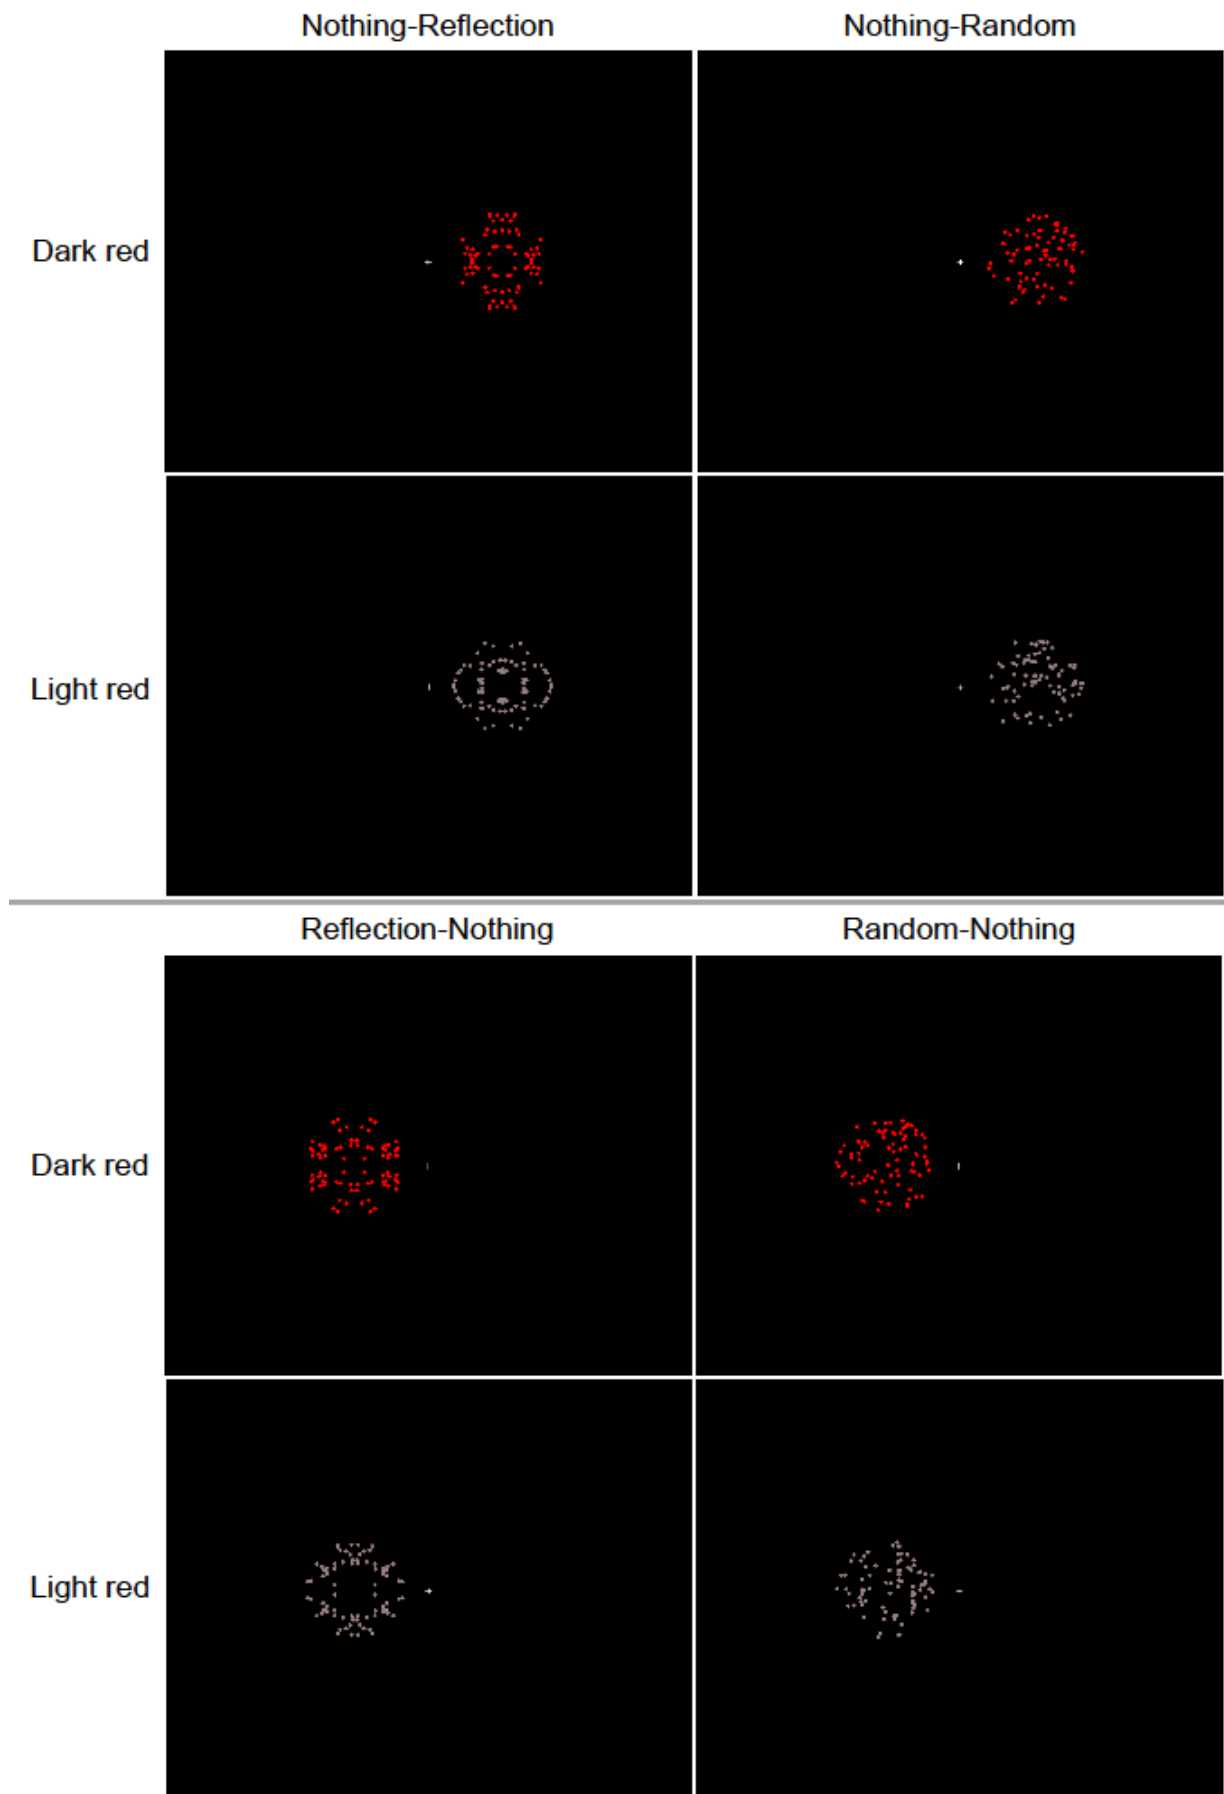 Nothing-Reflection
Nothing-Random
Dark red
Light red
Reflection-Nothing
Random-Nothing
Dark red
Light red